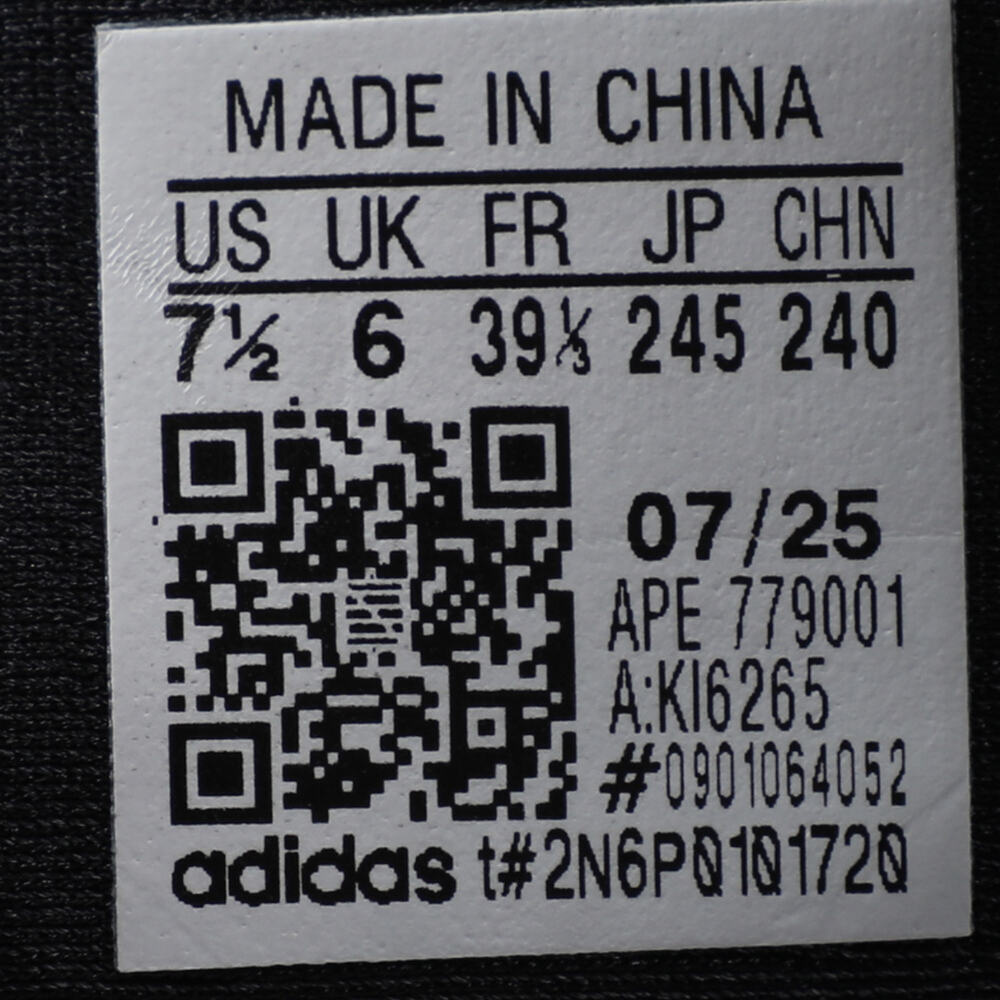 MADE IN CHINA
US UK FR JP CHN
7½ 6 39⅓ 245 240
07/25
APE 779001
A:KI6265
#0901064052
adidas t#2N6P0101720